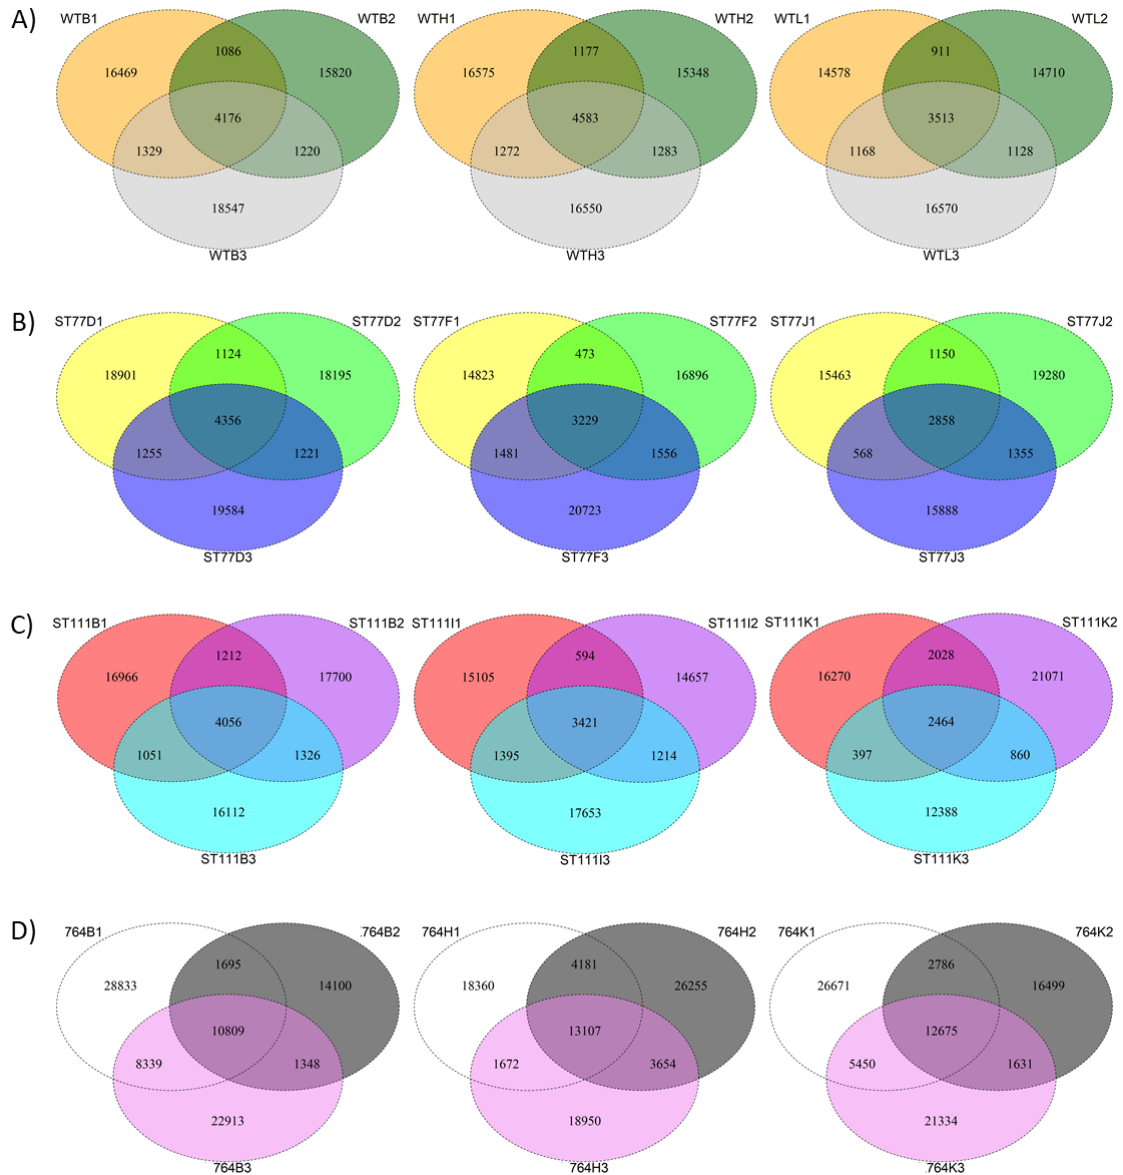 A)
WTB1 WTB2 WTH1 WTH2 WTL1 WTL2
1086 1177 911
16469 15820 16575 15348 14578 14710
4176 4583 3513
1329 1220 1272 1283 1168 1128
18547 16550 16570
WTB3 WTH3 WTL3
B)
ST77D1 ST77D2 ST77F1 ST77F2 ST77J1 ST77J2
1124 473 1150
18901 18195 14823 16896 15463 19280
4356 3229 2858
1255 1221 1481 1556 568 1355
19584 20723 15888
ST77D3 ST77F3 ST77J3
C)
ST111B1 ST111B2 ST111I1 ST111I2 ST111K1 ST111K2
1212 594 2028
16966 17700 15105 14657 16270 21071
4056 3421 2464
1051 1326 1395 1214 397 860
16112 17653 12388
ST111B3 ST111I3 ST111K3
D)
764B1 764B2 764H1 764H2 764K1 764K2
1695 4181 2786
28833 14100 18360 26255 26671 16499
10809 13107 12675
8339 1348 1672 3654 5450 1631
22913 18950 21334
764B3 764H3 764K3